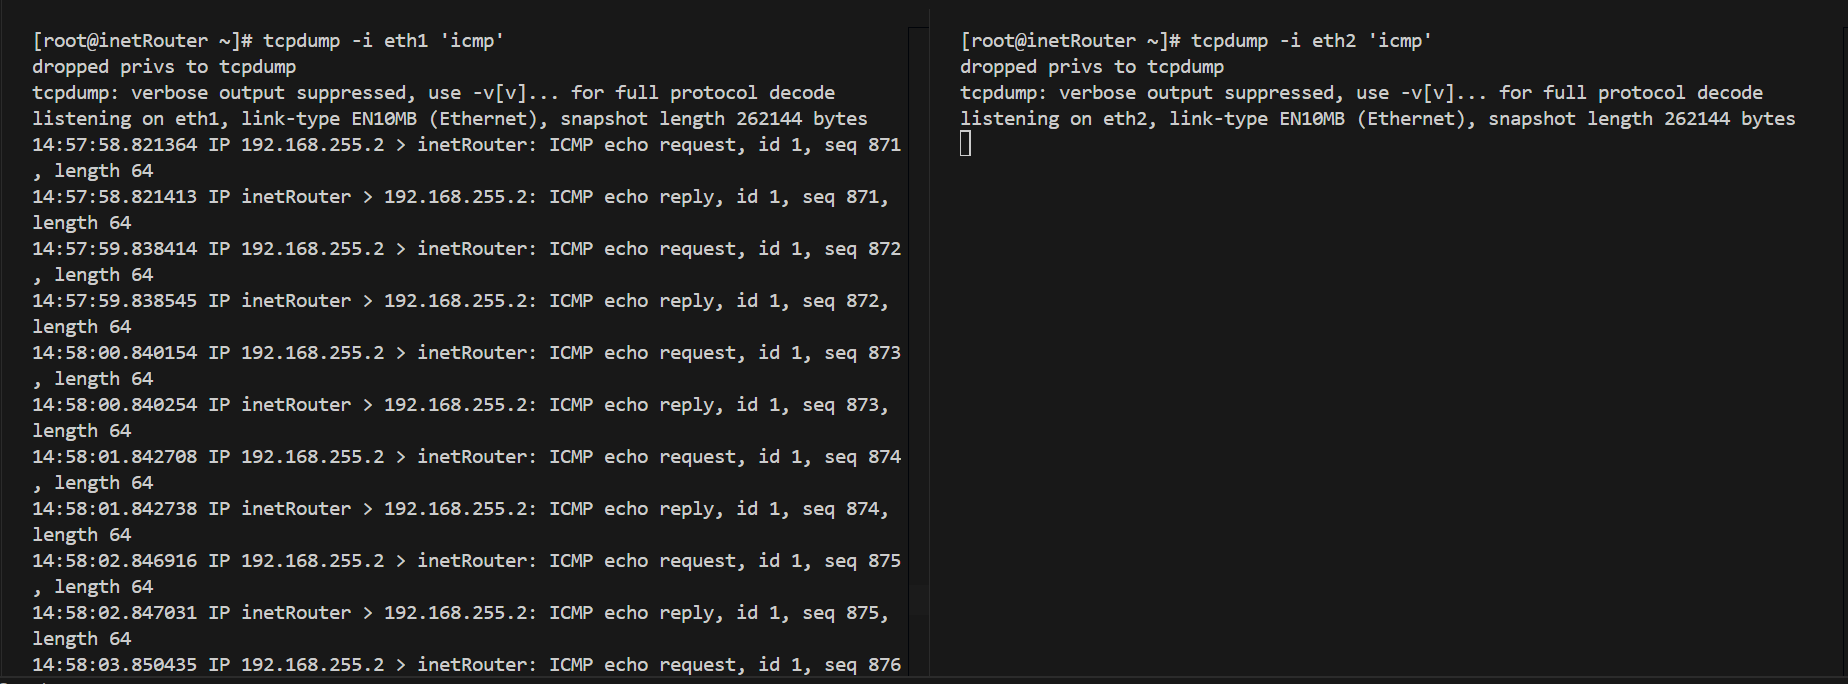 [root@inetRouter ~]# tcpdump -i eth1 'icmp'
dropped privs to tcpdump
tcpdump: verbose output suppressed, use -v[v]... for full protocol decode
listening on eth1, link-type EN10MB (Ethernet), snapshot length 262144 bytes
14:57:58.821364 IP 192.168.255.2 > inetRouter: ICMP echo request, id 1, seq 871
, length 64
14:57:58.821413 IP inetRouter > 192.168.255.2: ICMP echo reply, id 1, seq 871,
length 64
14:57:59.838414 IP 192.168.255.2 > inetRouter: ICMP echo request, id 1, seq 872
, length 64
14:57:59.838545 IP inetRouter > 192.168.255.2: ICMP echo reply, id 1, seq 872,
length 64
14:58:00.840154 IP 192.168.255.2 > inetRouter: ICMP echo request, id 1, seq 873
, length 64
14:58:00.840254 IP inetRouter > 192.168.255.2: ICMP echo reply, id 1, seq 873,
length 64
14:58:01.842708 IP 192.168.255.2 > inetRouter: ICMP echo request, id 1, seq 874
, length 64
14:58:01.842738 IP inetRouter > 192.168.255.2: ICMP echo reply, id 1, seq 874,
length 64
14:58:02.846916 IP 192.168.255.2 > inetRouter: ICMP echo request, id 1, seq 875
, length 64
14:58:02.847031 IP inetRouter > 192.168.255.2: ICMP echo reply, id 1, seq 875,
length 64
14:58:03.850435 IP 192.168.255.2 > inetRouter: ICMP echo request, id 1, seq 876
[root@inetRouter ~]# tcpdump -i eth2 'icmp'
dropped privs to tcpdump
tcpdump: verbose output suppressed, use -v[v]... for full protocol decode
listening on eth2, link-type EN10MB (Ethernet), snapshot length 262144 bytes